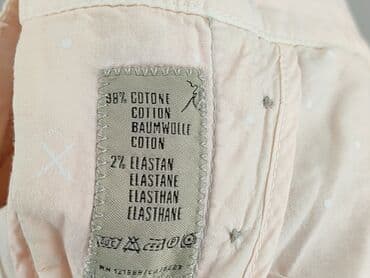 98% COTONE
COTTON
BAUMWOLLE
COTON
2% ELASTAN
ELASTANE
ELASTHAN
ELASTHANE